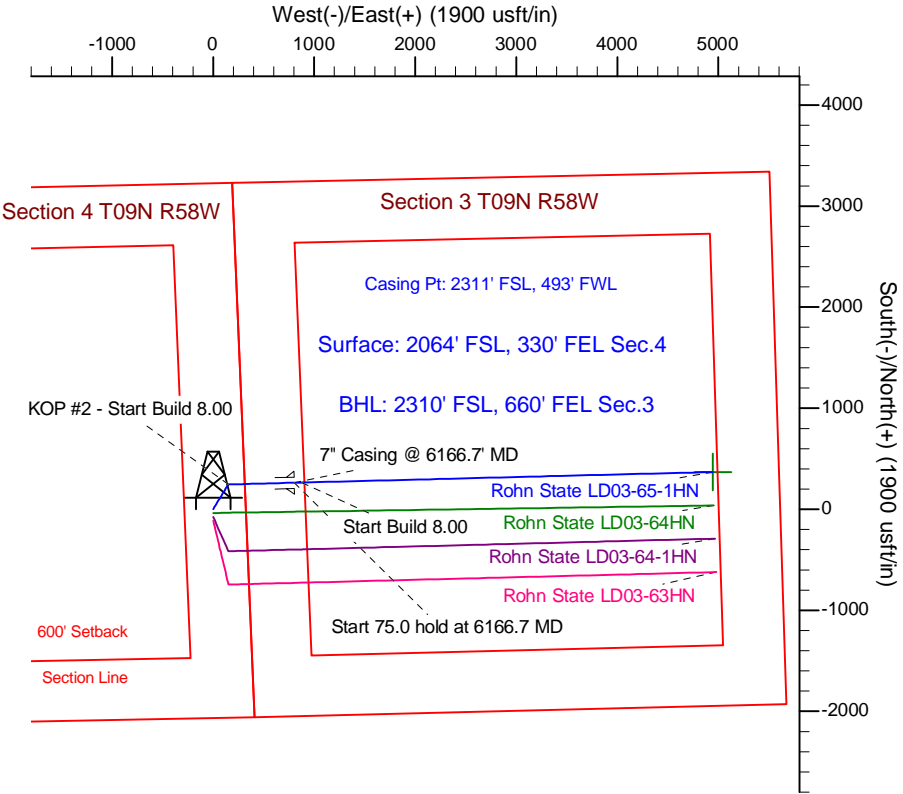 West(-)/East(+) (1900 usft/in)
-1000 0 1000 2000 3000 4000 5000
4000
3000
2000
1000
0
-1000
-2000
South(-)/North(+) (1900 usft/in)
Section 4 T09N R58W
Section 3 T09N R58W
Casing Pt: 2311' FSL, 493' FWL
Surface: 2064' FSL, 330' FEL Sec.4
BHL: 2310' FSL, 660' FEL Sec.3
KOP #2 - Start Build 8.00
7" Casing @ 6166.7' MD
Rohn State LD03-65-1HN
Start Build 8.00
Rohn State LD03-64HN
Rohn State LD03-64-1HN
Rohn State LD03-63HN
Start 75.0 hold at 6166.7 MD
600' Setback
Section Line